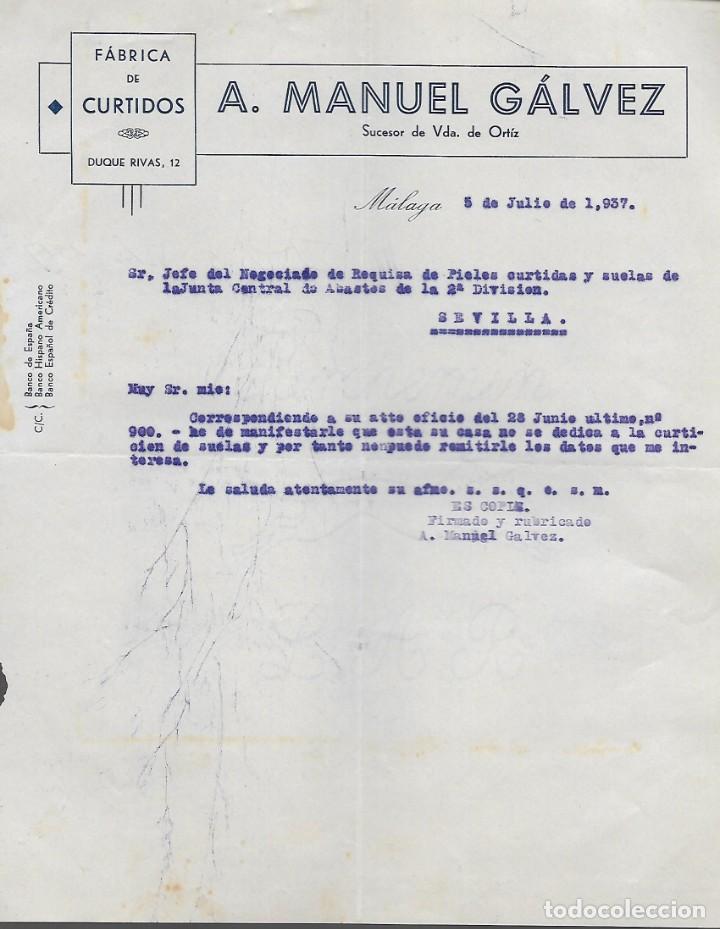 FÁBRICA
DE
CURTIDOS
DUQUE RIVAS, 12
A. MANUEL GÁLVEZ
Sucesor de Vda. de Ortíz
Málaga 5 de Julio de 1,937.
C/C. { Banco de España
Banco Hispano Americano
Banco Español de Crédito
Sr, Jefe del Negociado de Requisa de Pieles curtidas y suelas de
laJunta Central de Abastos de la 2ª Division.
SEVILLA.
==================
Muy Sr. mio:
Correspondiendo a su atto oficio del 28 Junio ultimo,nº
900. - he de manifestarle que esta su casa no se dedica a la curti-
cien de suelas y por tanto nenpuedo remitirle los datos que me in-
teresa.
Le saluda atentamente su afmo. s. s. q. e. s. m.
ES COPIE.
Firmado y rubricado
A. Manuel Galvez.
todocoleccion